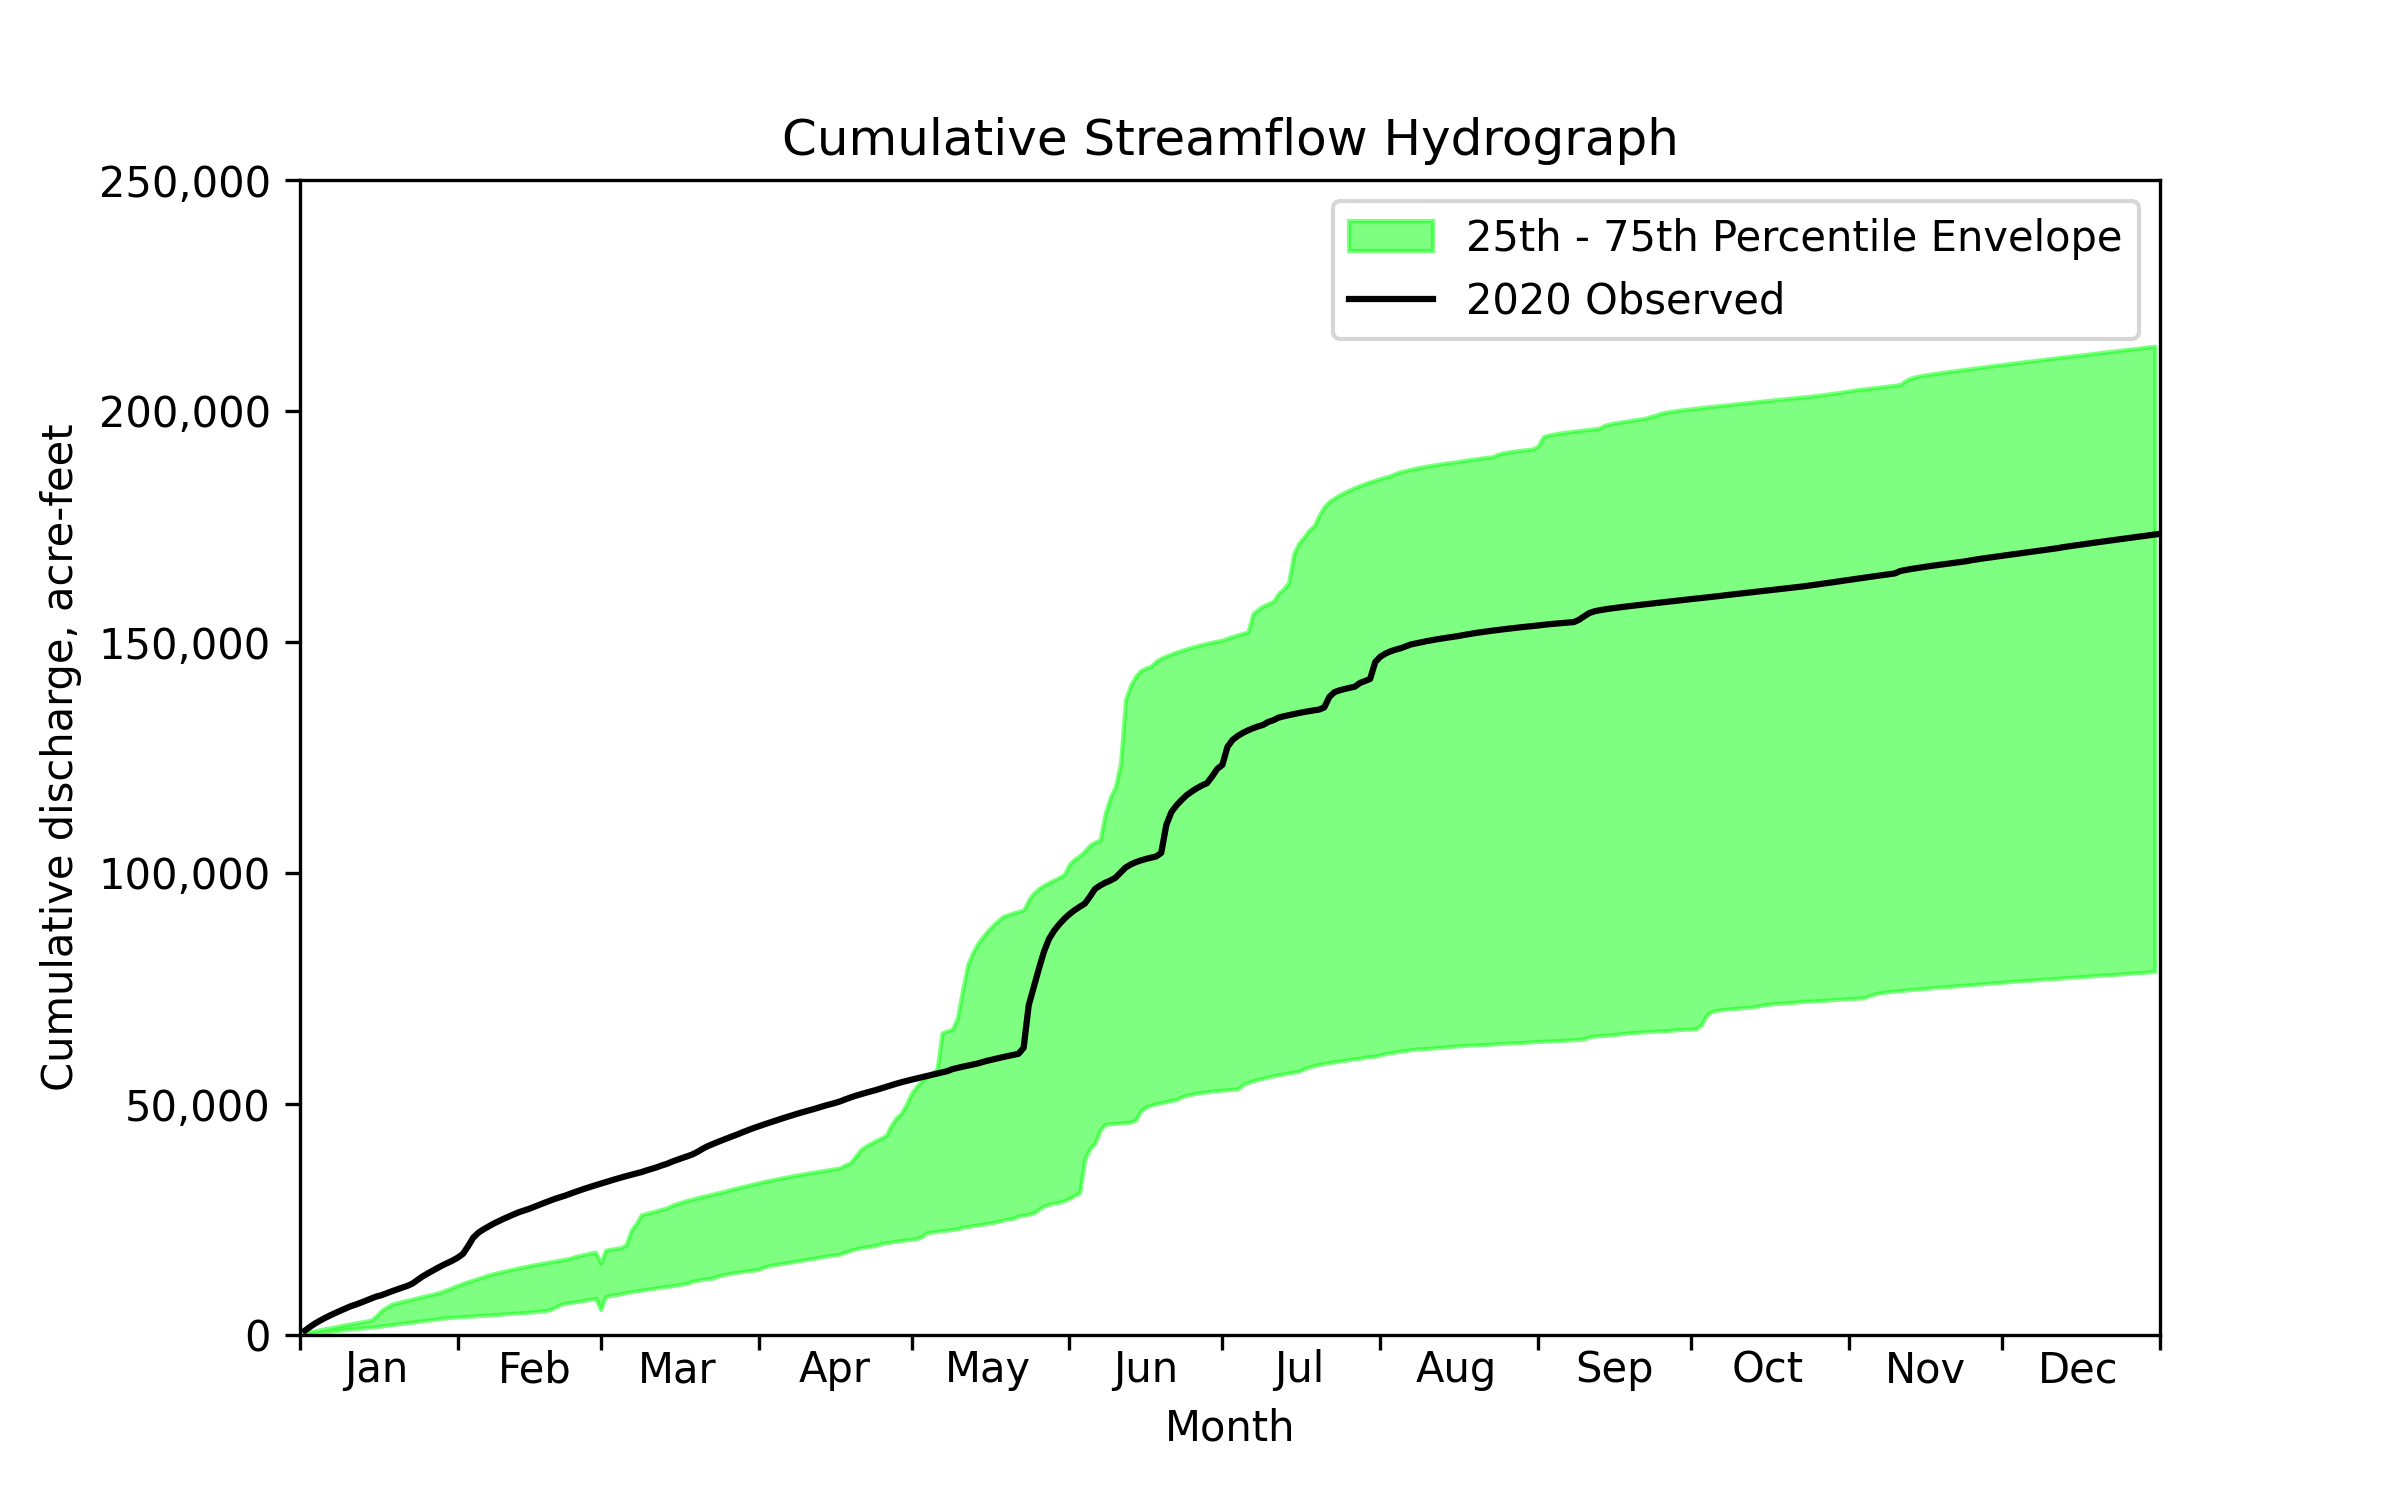 Cumulative Streamflow Hydrograph
250,000
200,000
150,000
100,000
50,000
0
Cumulative discharge, acre-feet
25th - 75th Percentile Envelope
2020 Observed
Jan Feb Mar Apr May Jun Jul Aug Sep Oct Nov Dec
Month